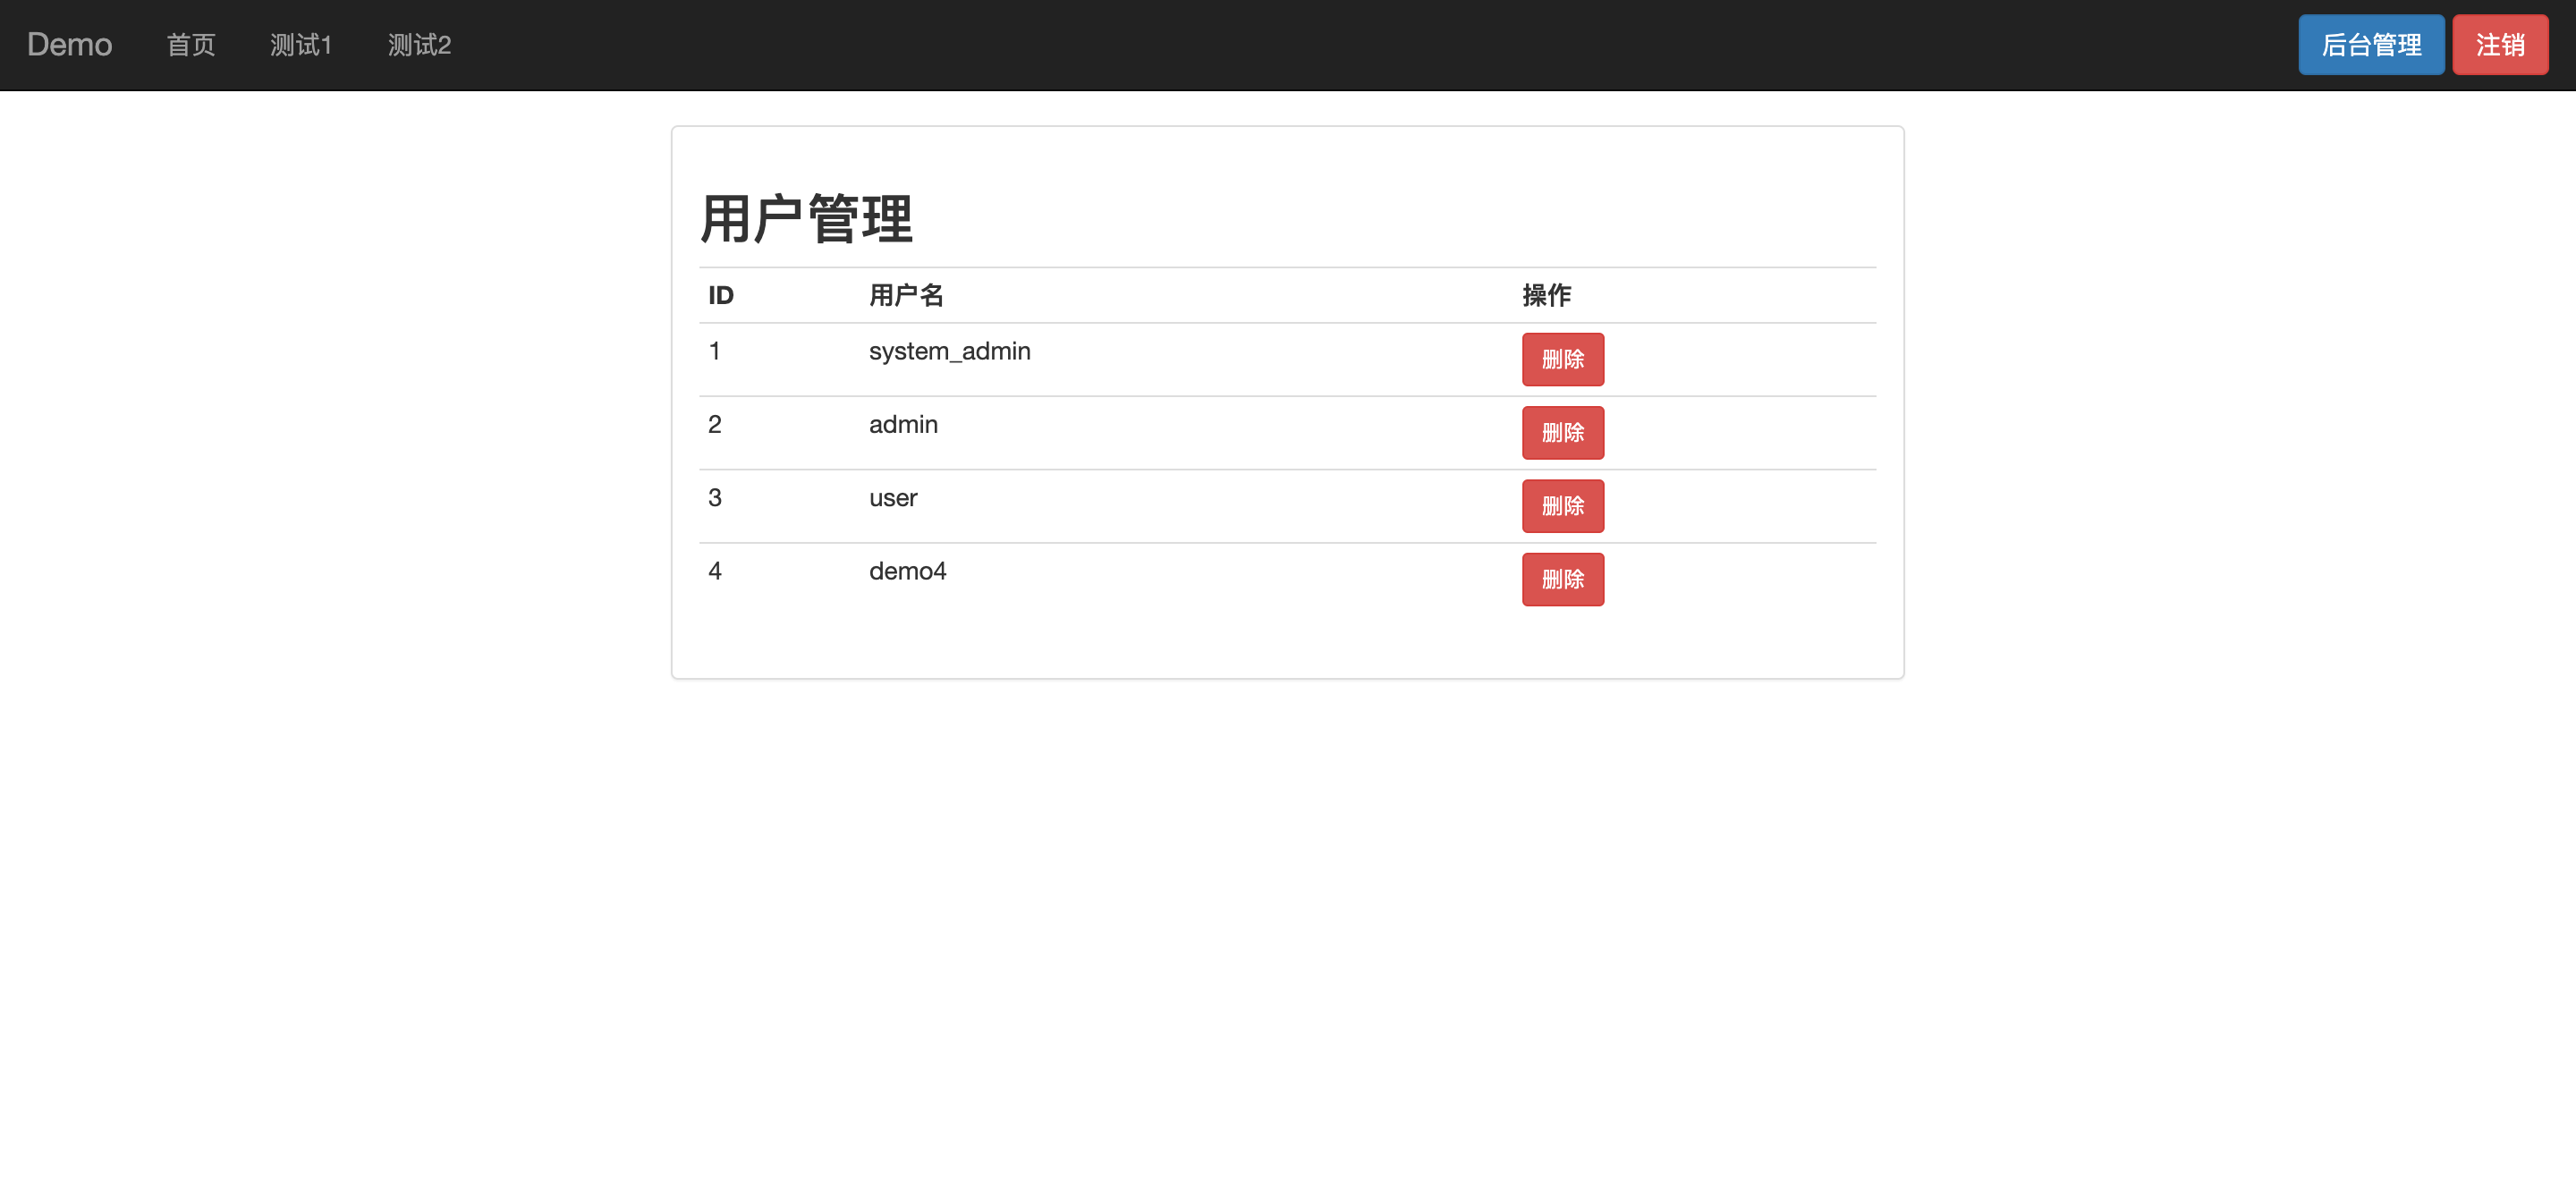 Demo 首页 测试1 测试2 后台管理 注销
用户管理
ID 用户名 操作
1 system_admin 删除
2 admin 删除
3 user 删除
4 demo4 删除